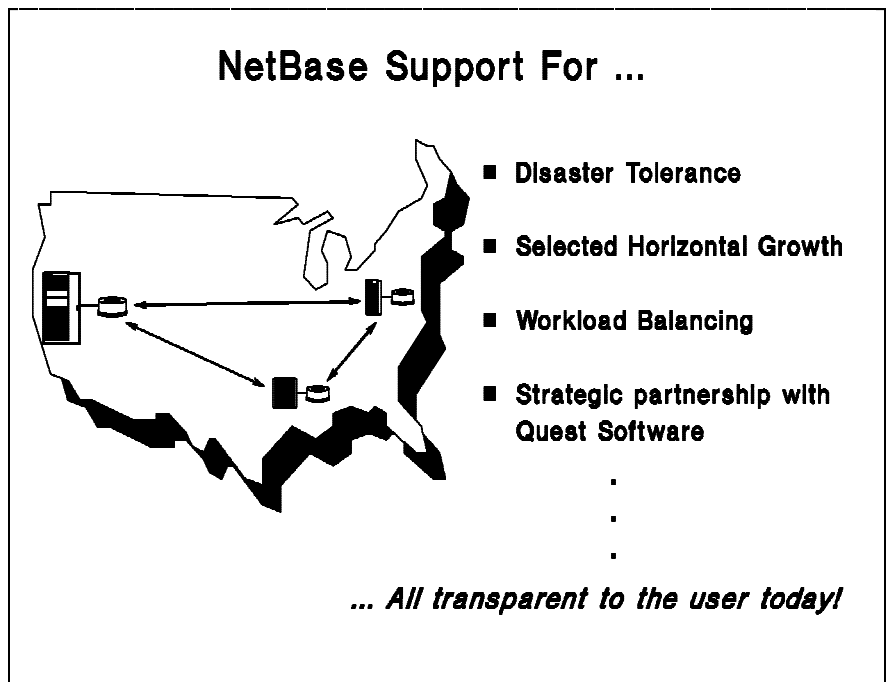 NetBase Support For ...
■ Disaster Tolerance
■ Selected Horizontal Growth
■ Workload Balancing
■ Strategic partnership with
Quest Software
.
.
.
... All transparent to the user today!